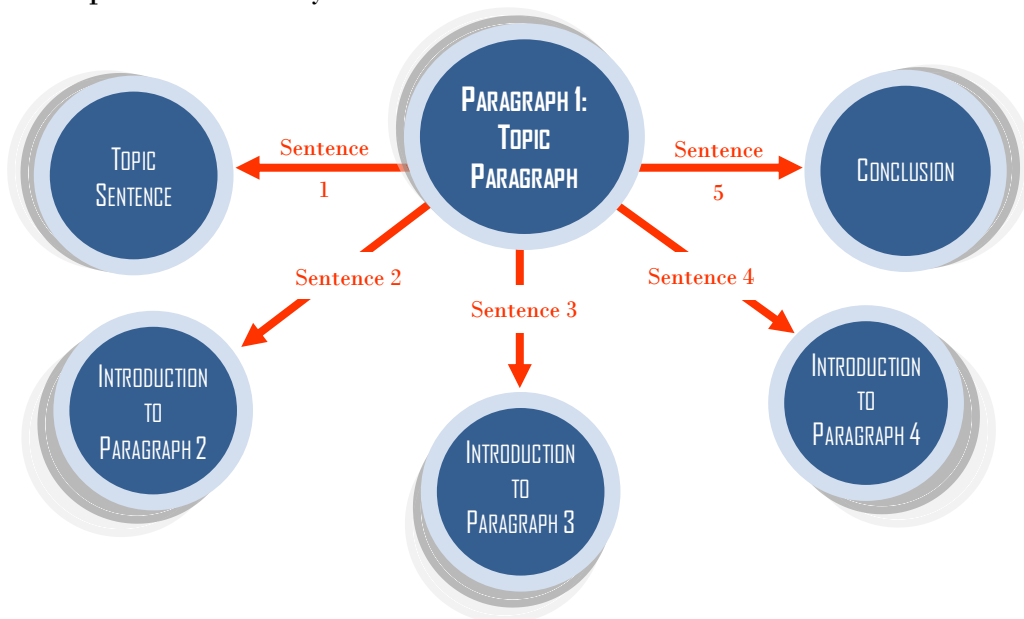 PARAGRAPH 1:
TOPIC
PARAGRAPH
TOPIC
SENTENCE
Sentence
1
Sentence
5
CONCLUSION
Sentence 2
Sentence 3
Sentence 4
INTRODUCTION
TO
PARAGRAPH 2
INTRODUCTION
TO
PARAGRAPH 3
INTRODUCTION
TO
PARAGRAPH 4